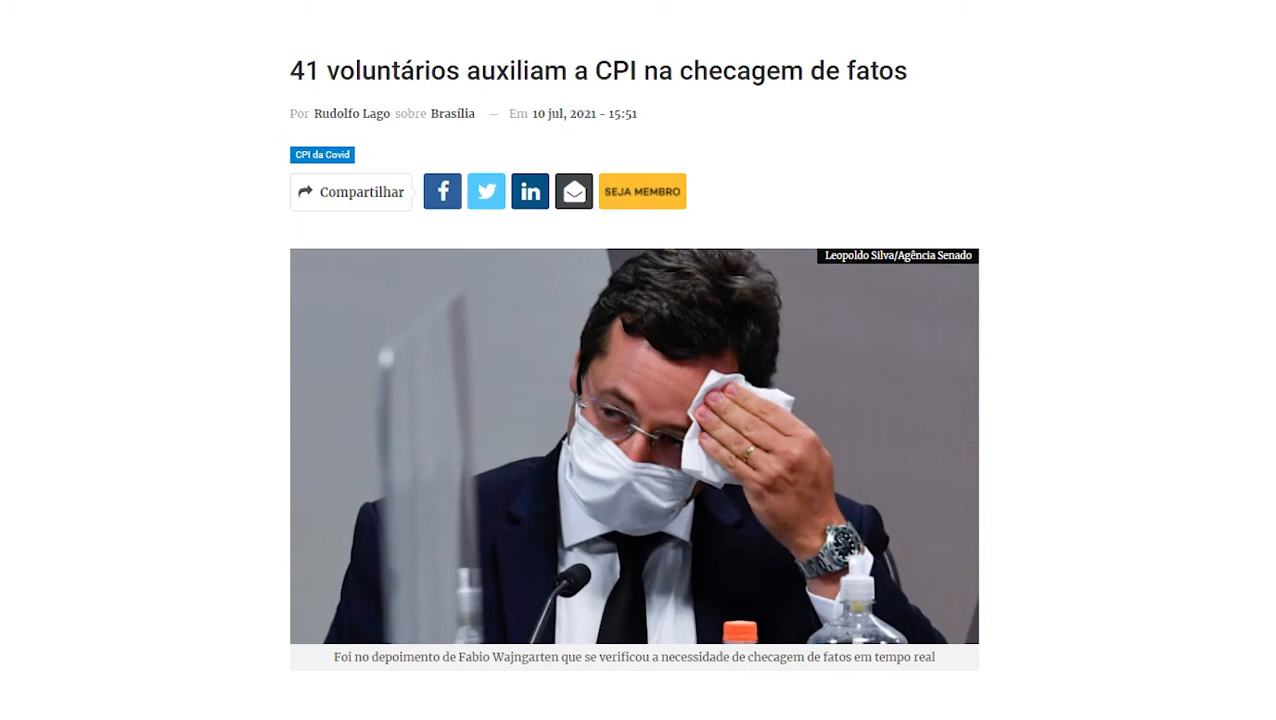 41 voluntários auxiliam a CPI na checagem de fatos
Por Rudolfo Lago sobre Brasília — Em 10 jul, 2021 - 15:51
CPI da Covid
Compartilhar
SEJA MEMBRO
Leopoldo Silva/Agência Senado
Foi no depoimento de Fabio Wajngarten que se verificou a necessidade de checagem de fatos em tempo real